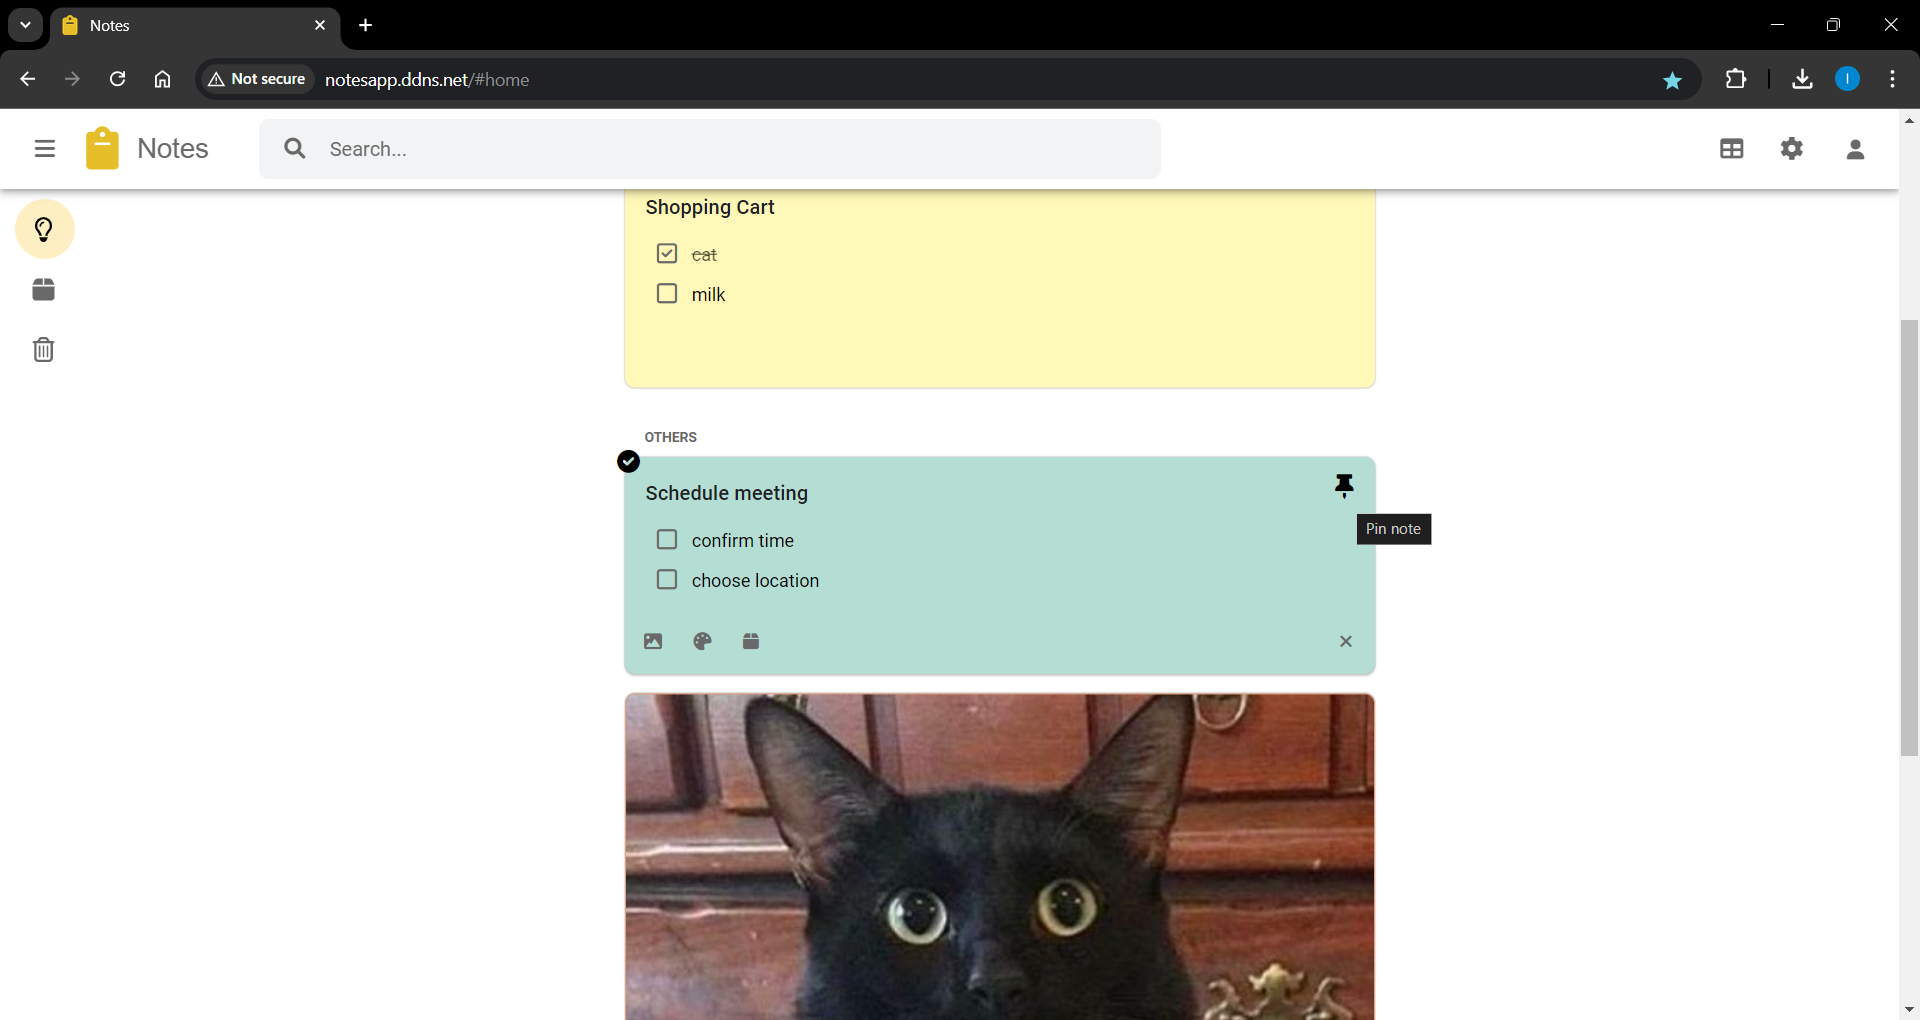 Notes
Not secure
notesapp.ddns.net/#home
I
Notes
Search...
Shopping Cart
cat
milk
OTHERS
Schedule meeting
Pin note
confirm time
choose location